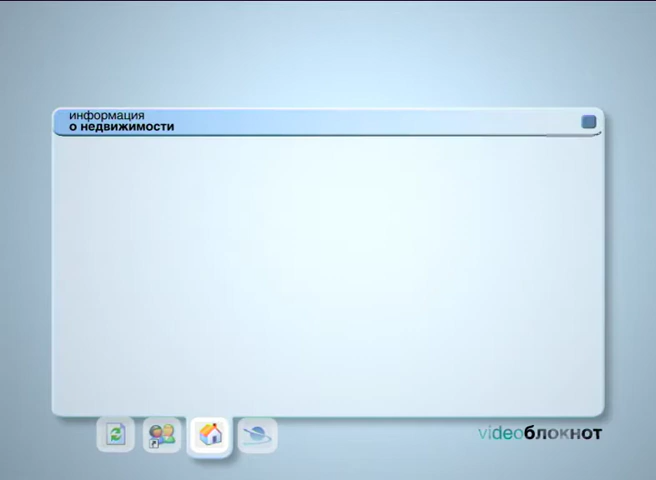 информация
о недвижимости
videoблокнот